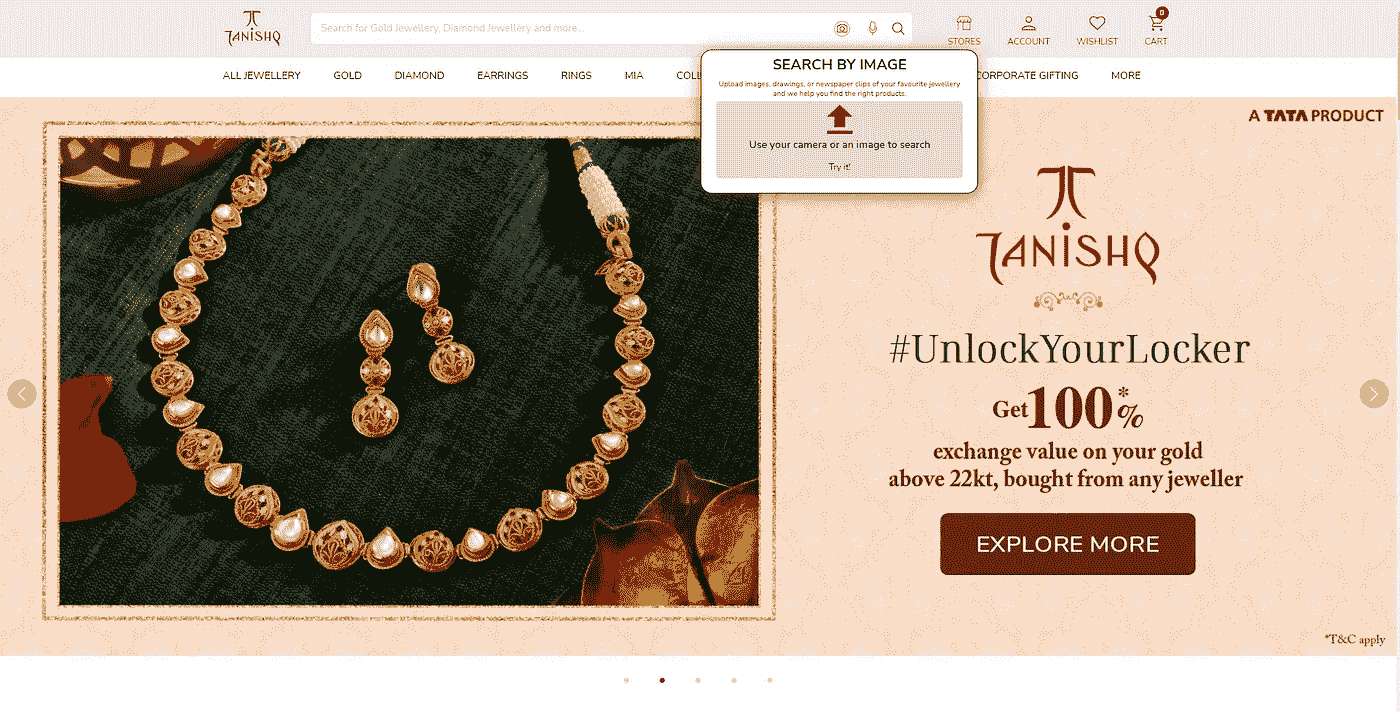 TANISHQ
Search for Gold Jewellery, Diamond Jewellery and more...
STORES
ACCOUNT
WISHLIST
0
CART
ALL JEWELLERY GOLD DIAMOND EARRINGS RINGS MIA COLL CORPORATE GIFTING MORE
SEARCH BY IMAGE
Upload images, drawings, or newspaper clips of your favourite jewellery
and we help you find the right products.
Use your camera or an image to search
Try it!
A TATA PRODUCT
TANISHQ
#UnlockYourLocker
Get 100*%
exchange value on your gold
above 22kt, bought from any jeweller
EXPLORE MORE
*T&C apply